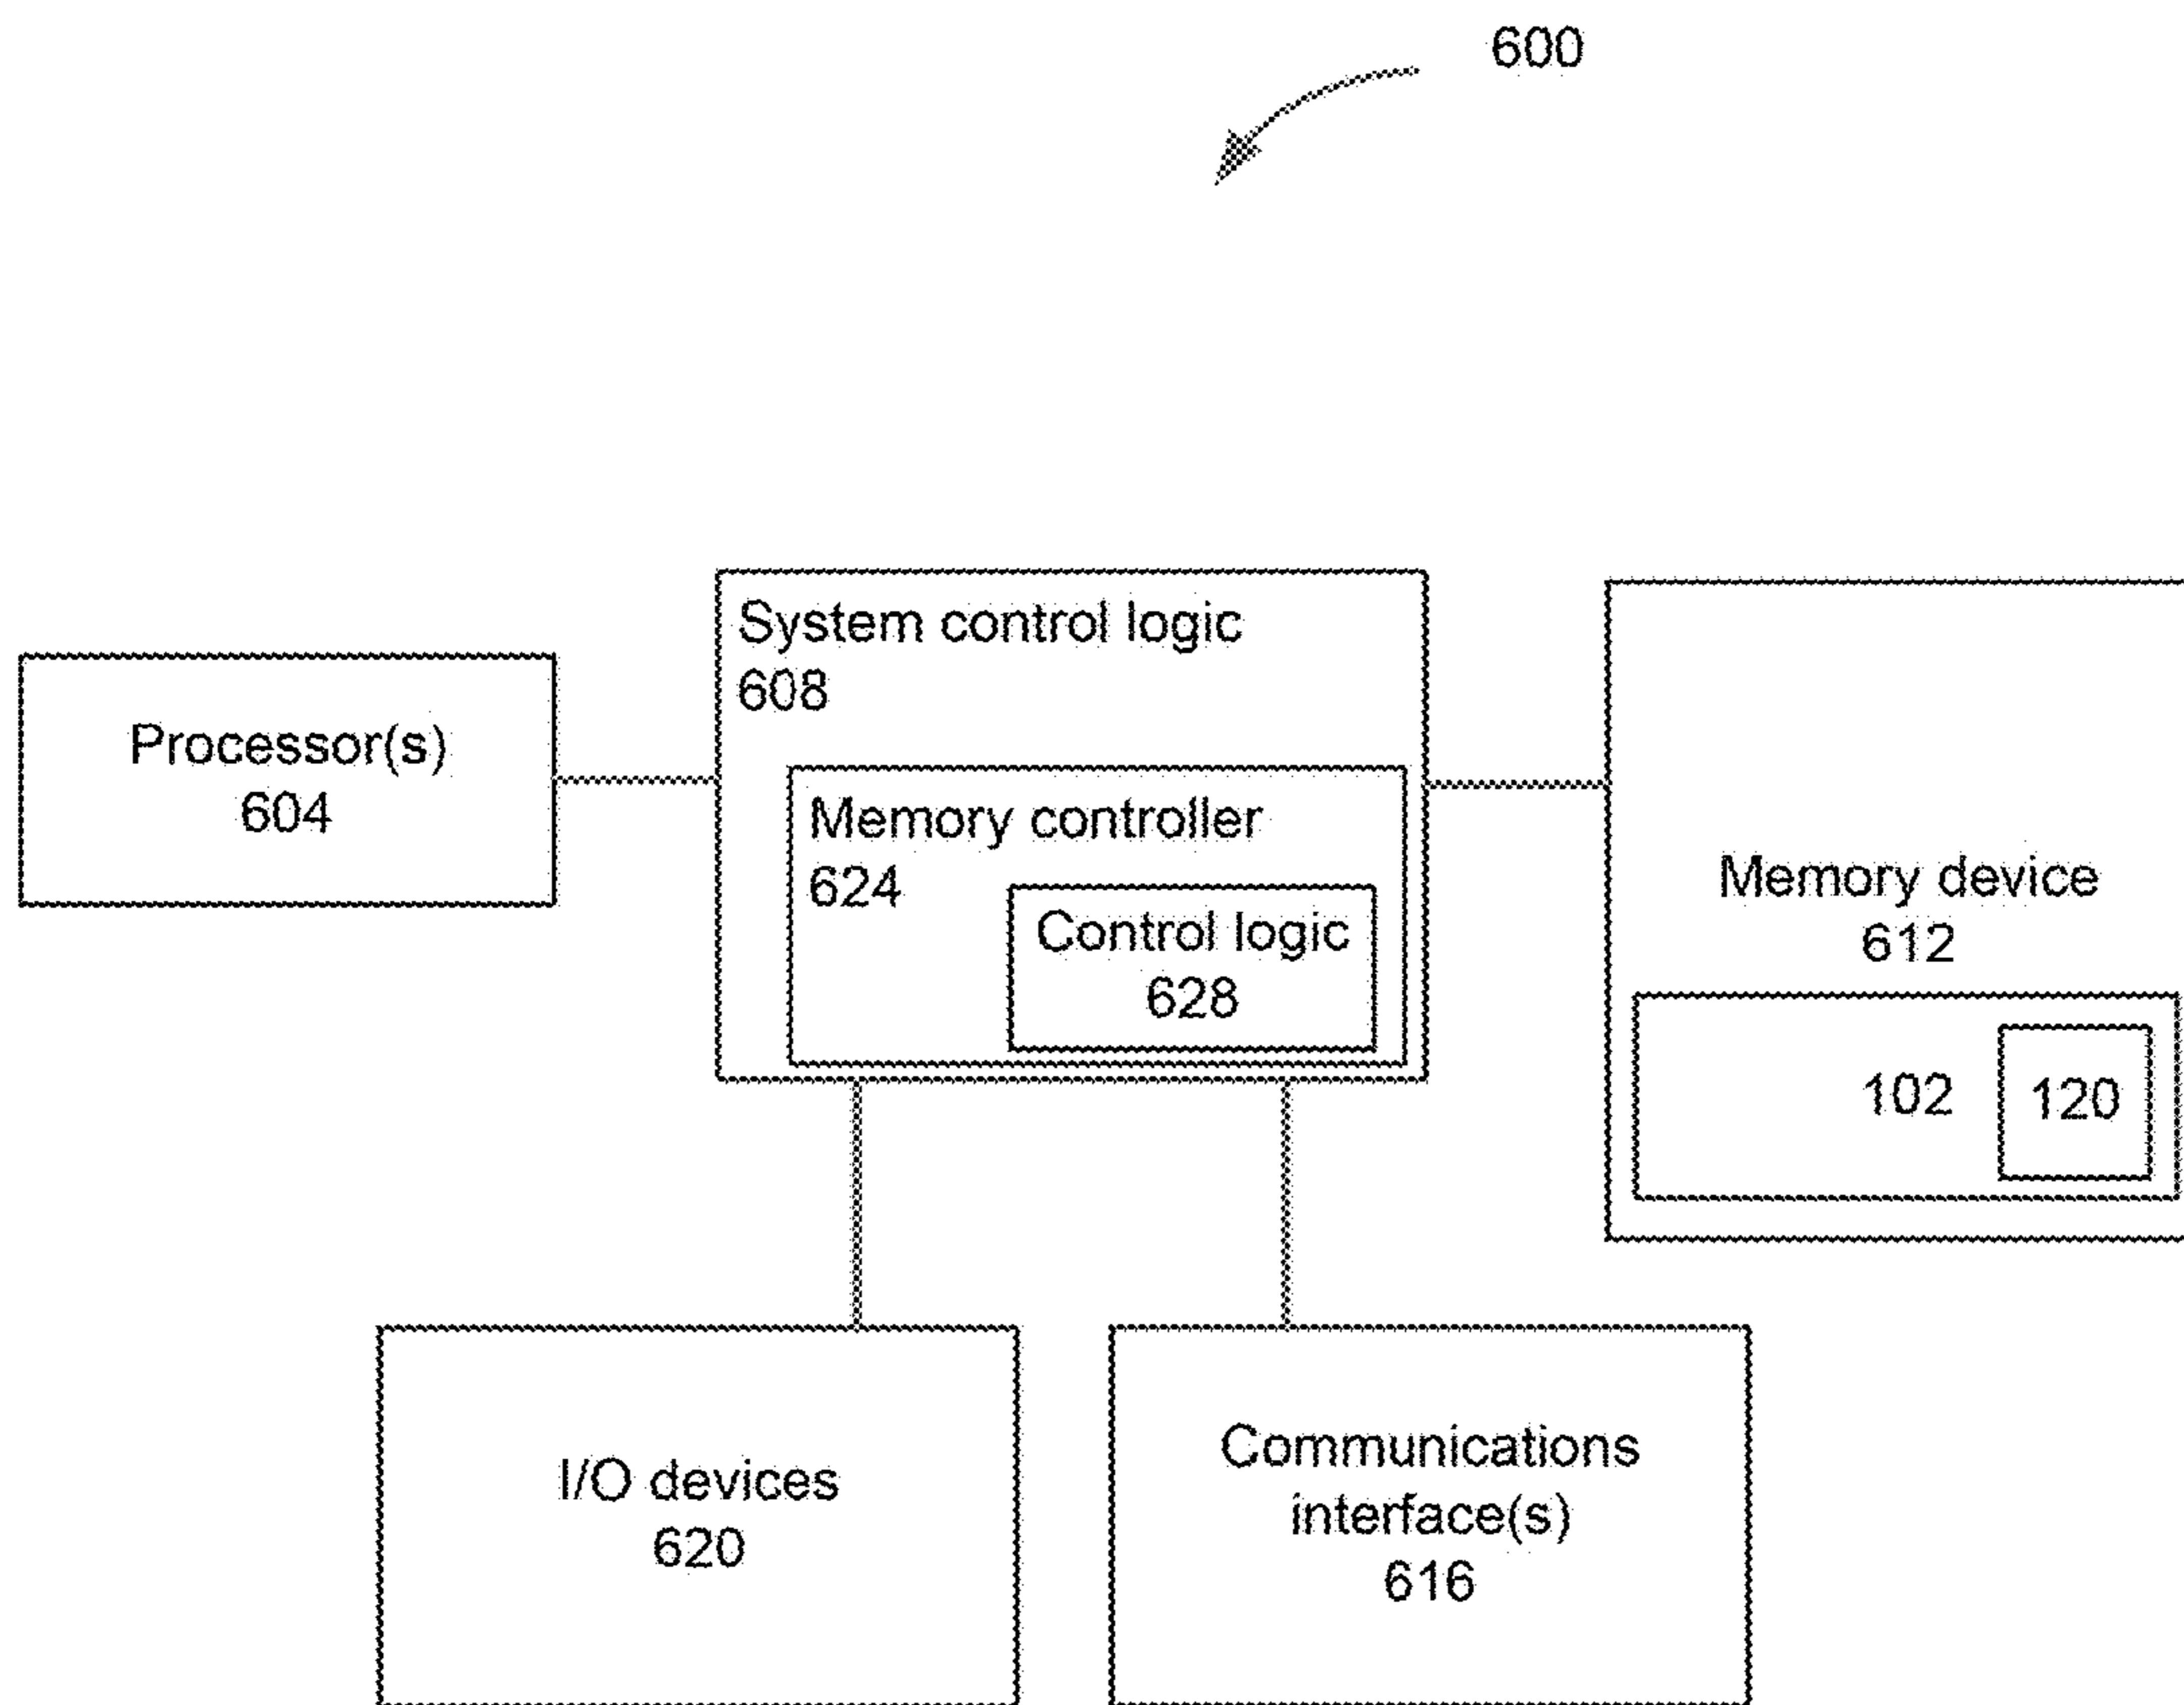 600
System control logic
608
Processor(s)
604
Memory controller
624
Control logic
628
Memory device
612
102
120
I/O devices
620
Communications
interface(s)
616